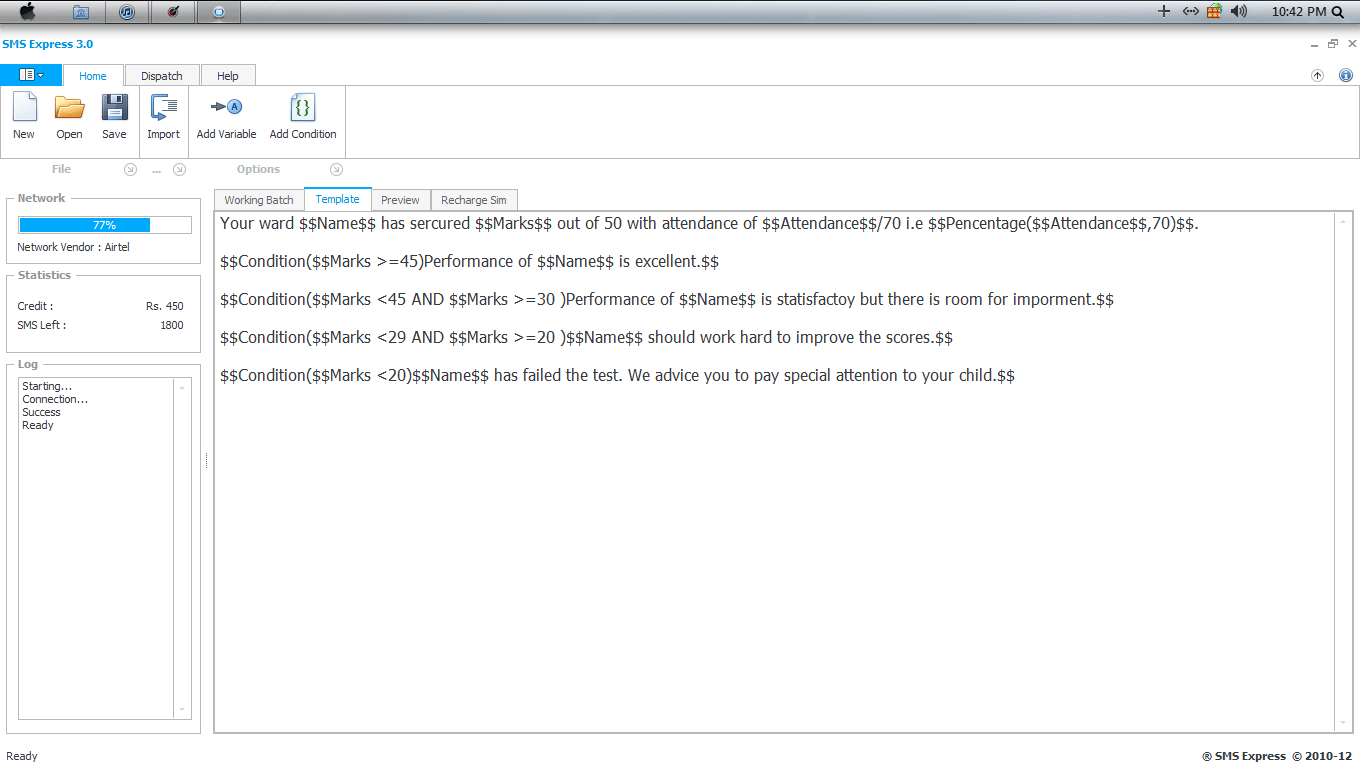 10:42 PM
SMS Express 3.0
Home
Dispatch
Help
New
Open
Save
Import
Add Variable
Add Condition
File
...
Options
Network
77%
Network Vendor : Airtel
Statistics
Credit : Rs. 450
SMS Left : 1800
Log
Starting...
Connection...
Success
Ready
Working Batch
Template
Preview
Recharge Sim
Your ward $$Name$$ has sercured $$Marks$$ out of 50 with attendance of $$Attendance$$/70 i.e $$Pencentage($$Attendance$$,70)$$.
$$Condition($$Marks >=45)Performance of $$Name$$ is excellent.$$
$$Condition($$Marks <45 AND $$Marks >=30 )Performance of $$Name$$ is statisfactoy but there is room for imporment.$$
$$Condition($$Marks <29 AND $$Marks >=20 )$$Name$$ should work hard to improve the scores.$$
$$Condition($$Marks <20)$$Name$$ has failed the test. We advice you to pay special attention to your child.$$
Ready
® SMS Express © 2010-12